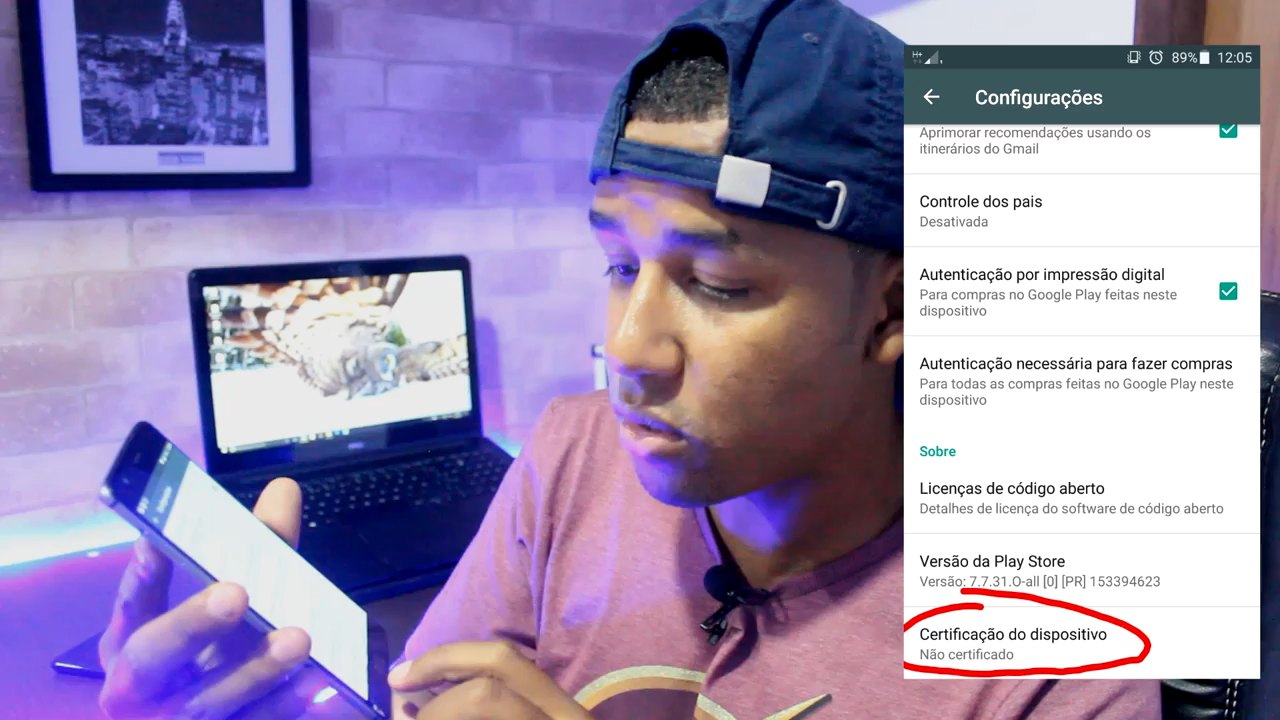 H+
89%
12:05
Configurações
Aprimorar recomendações usando os
itinerários do Gmail
Controle dos pais
Desativada
Autenticação por impressão digital
Para compras no Google Play feitas neste
dispositivo
Autenticação necessária para fazer compras
Para todas as compras feitas no Google Play neste
dispositivo
Sobre
Licenças de código aberto
Detalhes de licença do software de código aberto
Versão da Play Store
Versão: 7.7.31.O-all [0] [PR] 153394623
Certificação do dispositivo
Não certificado